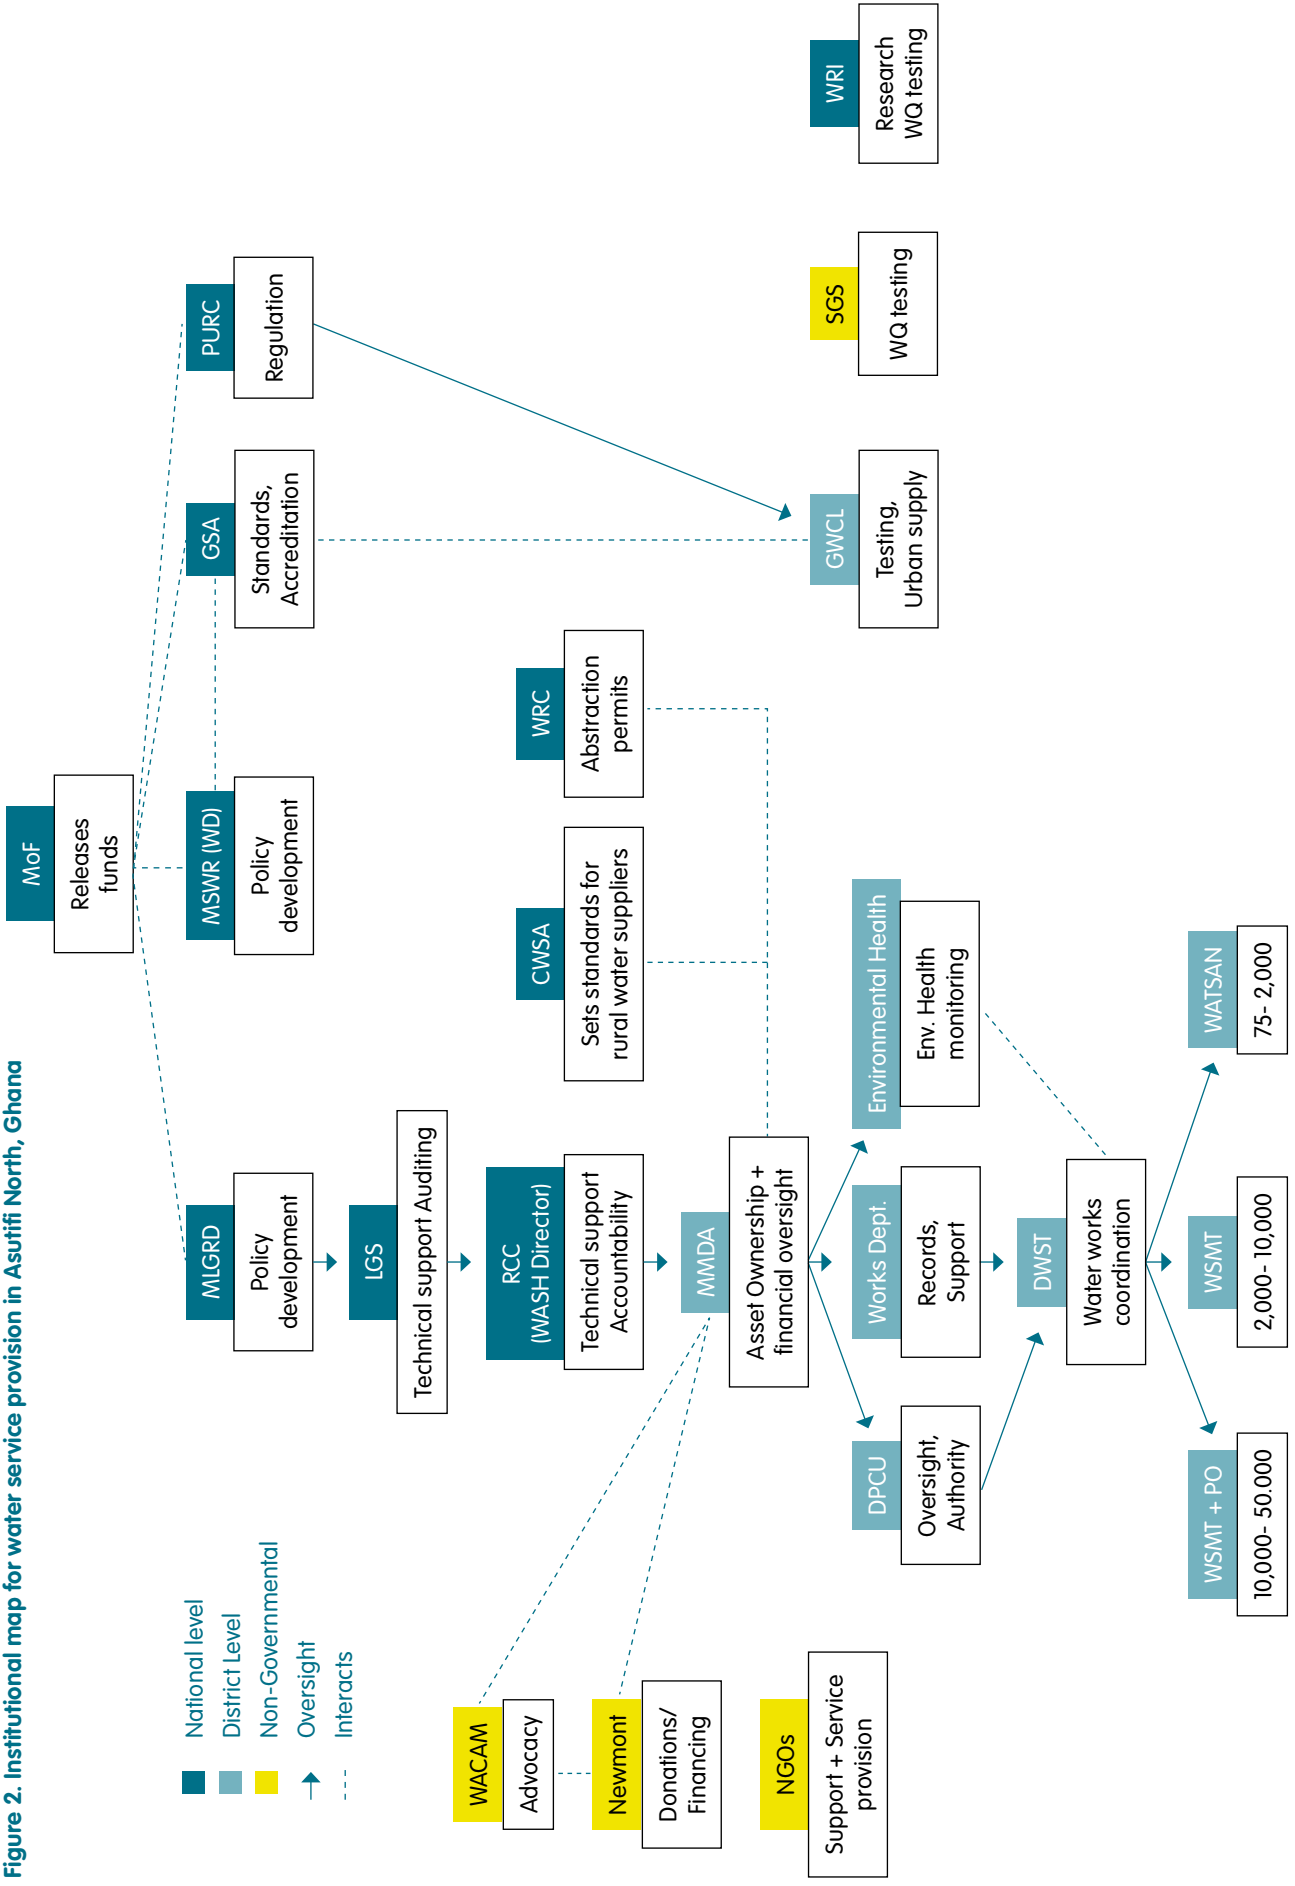 Figure 2. Institutional map for water service provision in Asutifi North, Ghana
National level
District Level
Non-Governmental
Oversight
Interacts
MoF
Releases
funds
MLGRD
Policy
development
MSWR (WD)
Policy
development
GSA
Standards,
Accreditation
PURC
Regulation
LGS
Technical support Auditing
RCC
(WASH Director)
Technical support
Accountability
CWSA
Sets standards for
rural water suppliers
WRC
Abstraction
permits
WACAM
Advocacy
Newmont
Donations/
Financing
NGOs
Support + Service
provision
MMDA
Asset Ownership +
financial oversight
GWCL
Testing,
Urban supply
SGS
WQ testing
WRI
Research
WQ testing
DPCU
Oversight,
Authority
Works Dept.
Records,
Support
Environmental Health
Env. Health
monitoring
DWST
Water works
coordination
WSMT + PO
10,000- 50.000
WSMT
2,000- 10,000
WATSAN
75- 2,000